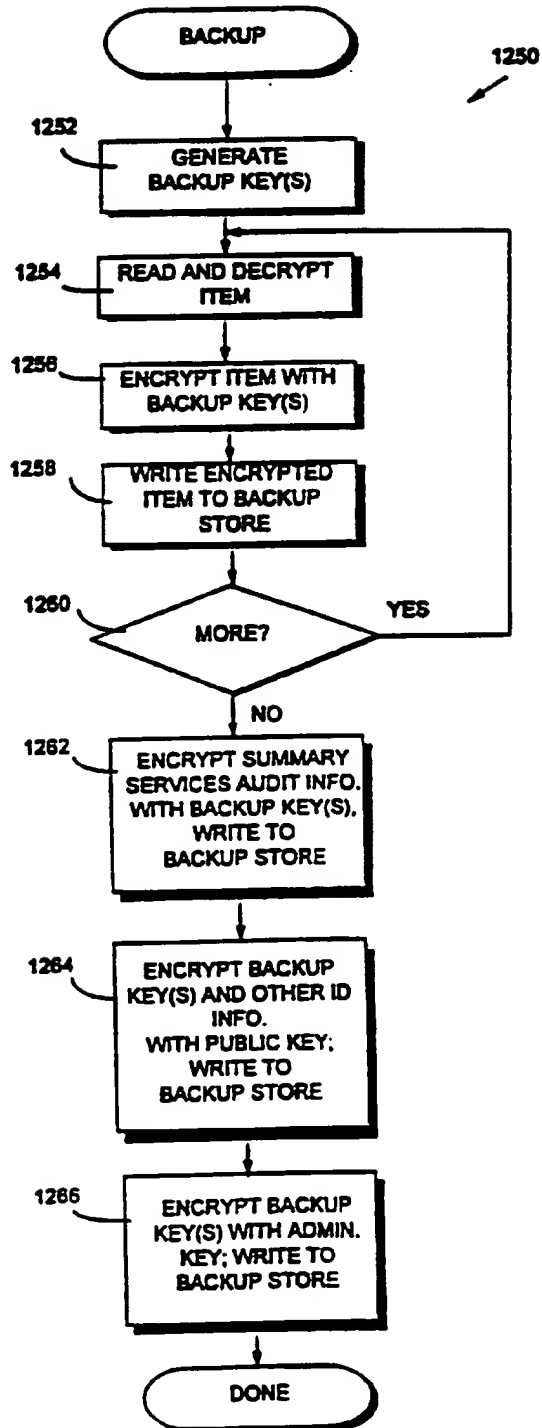 BACKUP
1250
1252
GENERATE
BACKUP KEY(S)
1254
READ AND DECRYPT
ITEM
1256
ENCRYPT ITEM WITH
BACKUP KEY(S)
1258
WRITE ENCRYPTED
ITEM TO BACKUP
STORE
1260
MORE?
YES
NO
1262
ENCRYPT SUMMARY
SERVICES AUDIT INFO.
WITH BACKUP KEY(S),
WRITE TO
BACKUP STORE
1264
ENCRYPT BACKUP
KEY(S) AND OTHER ID
INFO.
WITH PUBLIC KEY;
WRITE TO
BACKUP STORE
1266
ENCRYPT BACKUP
KEY(S) WITH ADMIN.
KEY; WRITE TO
BACKUP STORE
DONE